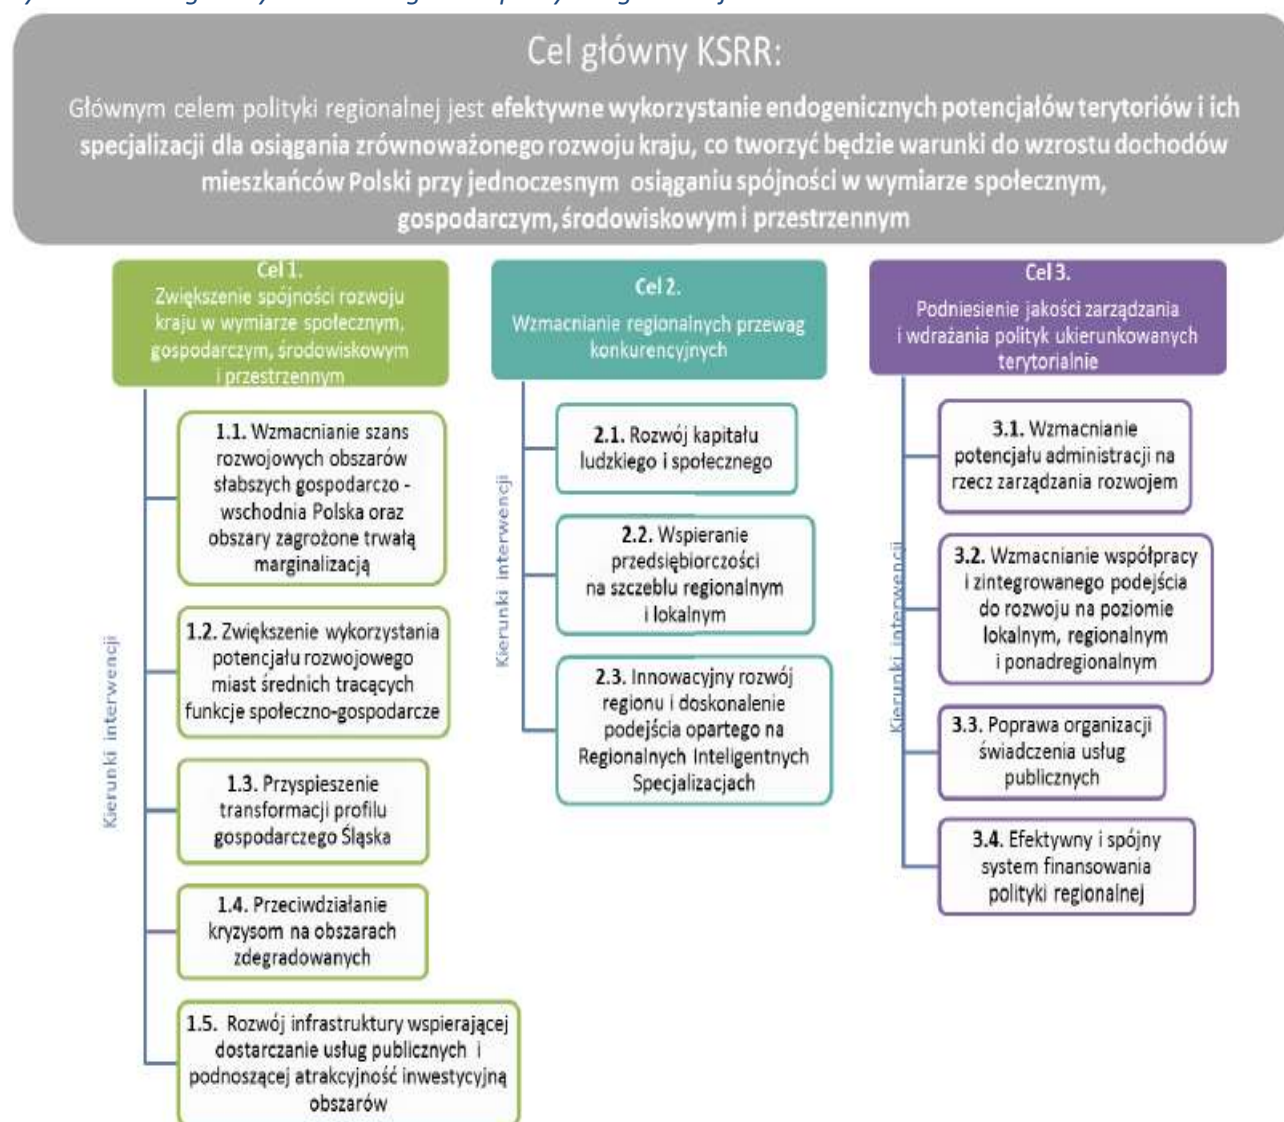 Cel główny KSRR:
Głównym celem polityki regionalnej jest efektywne wykorzystanie endogenicznych potencjałów terytoriów i ich
specjalizacji dla osiągania zrównoważonego rozwoju kraju, co tworzyć będzie warunki do wzrostu dochodów
mieszkańców Polski przy jednoczesnym osiąganiu spójności w wymiarze społecznym,
gospodarczym, środowiskowym i przestrzennym
Cel 1.
Zwiększenie spójności rozwoju
kraju w wymiarze społecznym,
gospodarczym, środowiskowym
i przestrzennym
Kierunki interwencji
1.1. Wzmacnianie szans
rozwojowych obszarów
słabszych gospodarczo -
wschodnia Polska oraz
obszary zagrożone trwałą
marginalizacją
1.2. Zwiększenie wykorzystania
potencjału rozwojowego
miast średnich tracących
funkcje społeczno-gospodarcze
1.3. Przyspieszenie
transformacji profilu
gospodarczego Śląska
1.4. Przeciwdziałanie
kryzysom na obszarach
zdegradowanych
1.5. Rozwój infrastruktury wspierającej
dostarczanie usług publicznych i
podnoszącej atrakcyjność inwestycyjną
obszarów
Cel 2.
Wzmacnianie regionalnych przewag
konkurencyjnych
Kierunki interwencji
2.1. Rozwój kapitału
ludzkiego i społecznego
2.2. Wspieranie
przedsiębiorczości
na szczeblu regionalnym
i lokalnym
2.3. Innowacyjny rozwój
regionu i doskonalenie
podejścia opartego na
Regionalnych Inteligentnych
Specjalizacjach
Cel 3.
Podniesienie jakości zarządzania
i wdrażania polityk ukierunkowanych
terytorialnie
Kierunki interwencji
3.1. Wzmacnianie
potencjału administracji na
rzecz zarządzania rozwojem
3.2. Wzmacnianie współpracy
i zintegrowanego podejścia
do rozwoju na poziomie
lokalnym, regionalnym
i ponadregionalnym
3.3. Poprawa organizacji
świadczenia usług
publicznych
3.4. Efektywny i spójny
system finansowania
polityki regionalnej